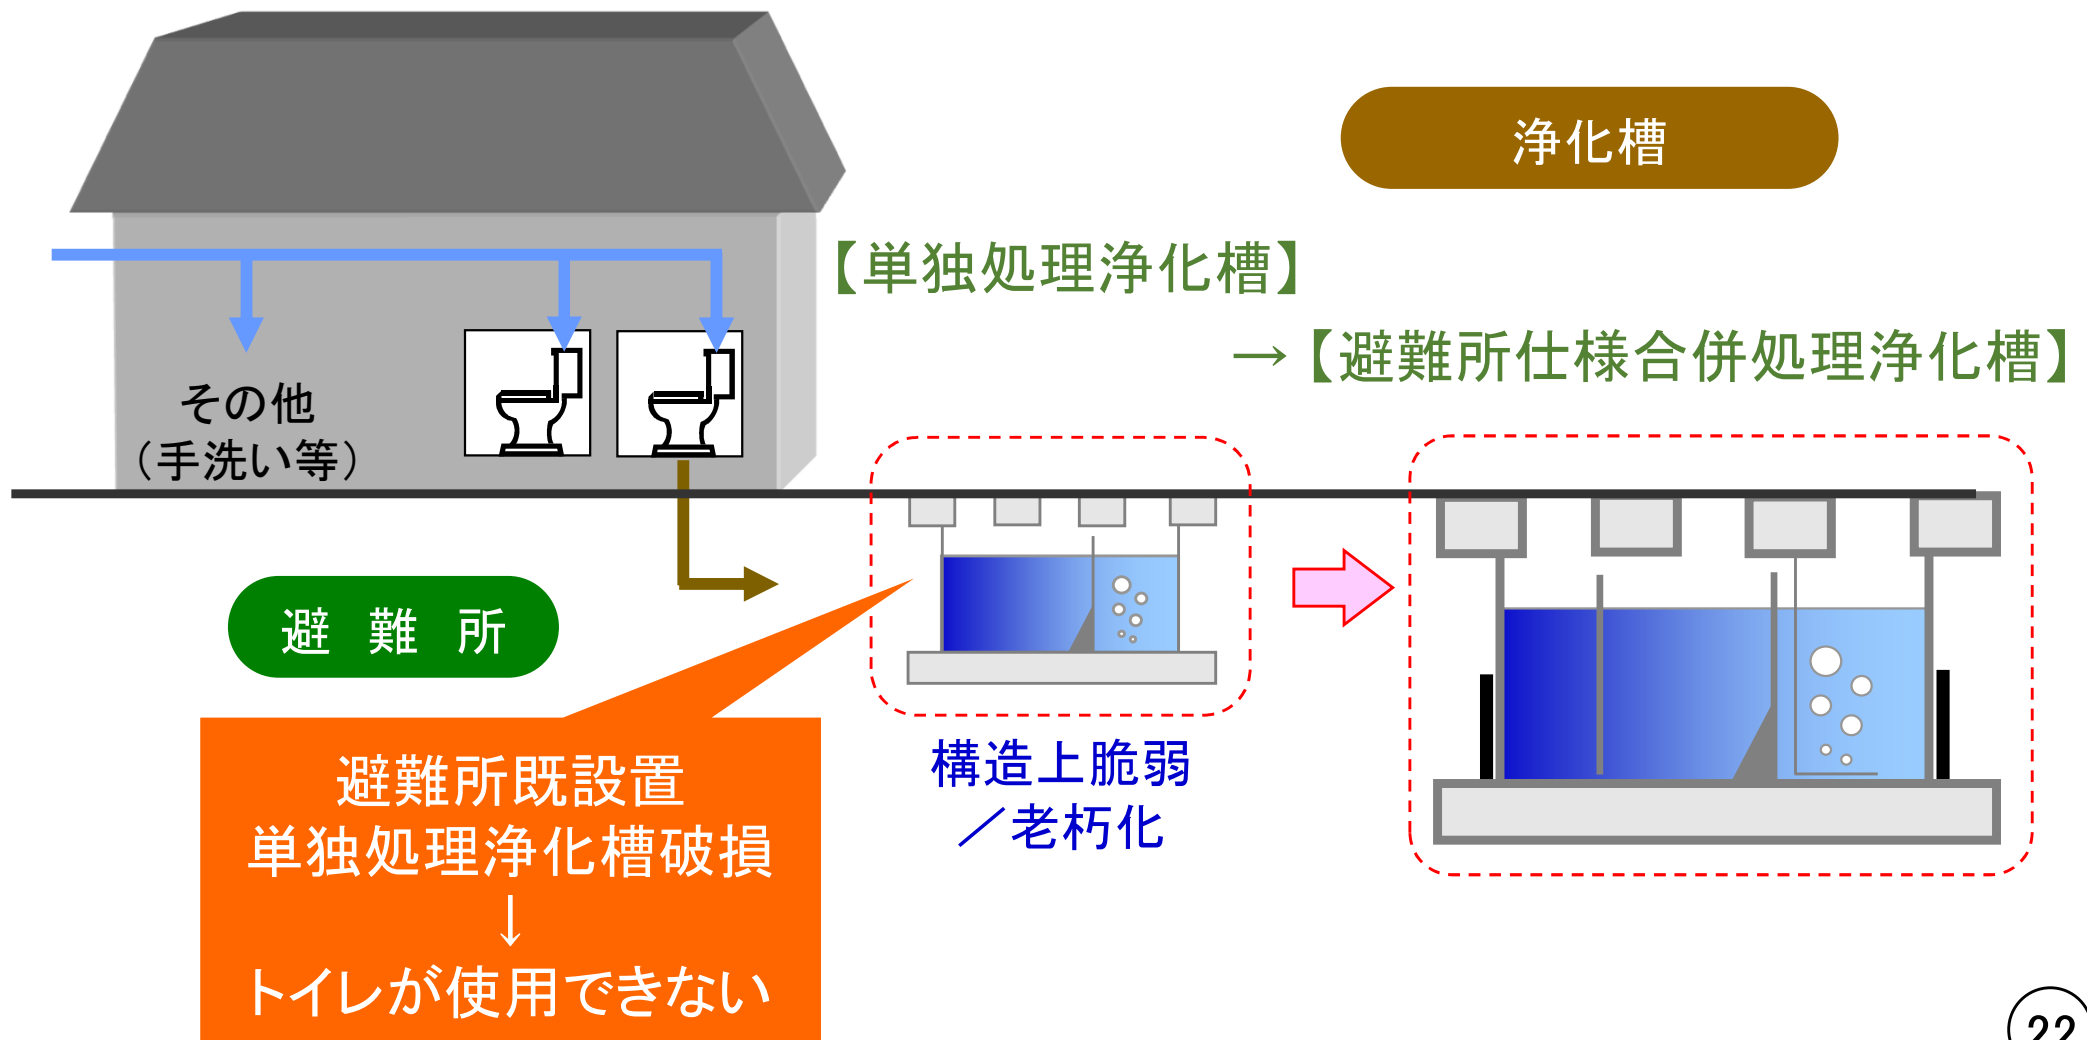 浄化槽
【単独処理浄化槽】
→【避難所仕様合併処理浄化槽】
その他
（手洗い等）
避 難 所
構造上脆弱
／老朽化
避難所既設置
単独処理浄化槽破損
↓
トイレが使用できない
22